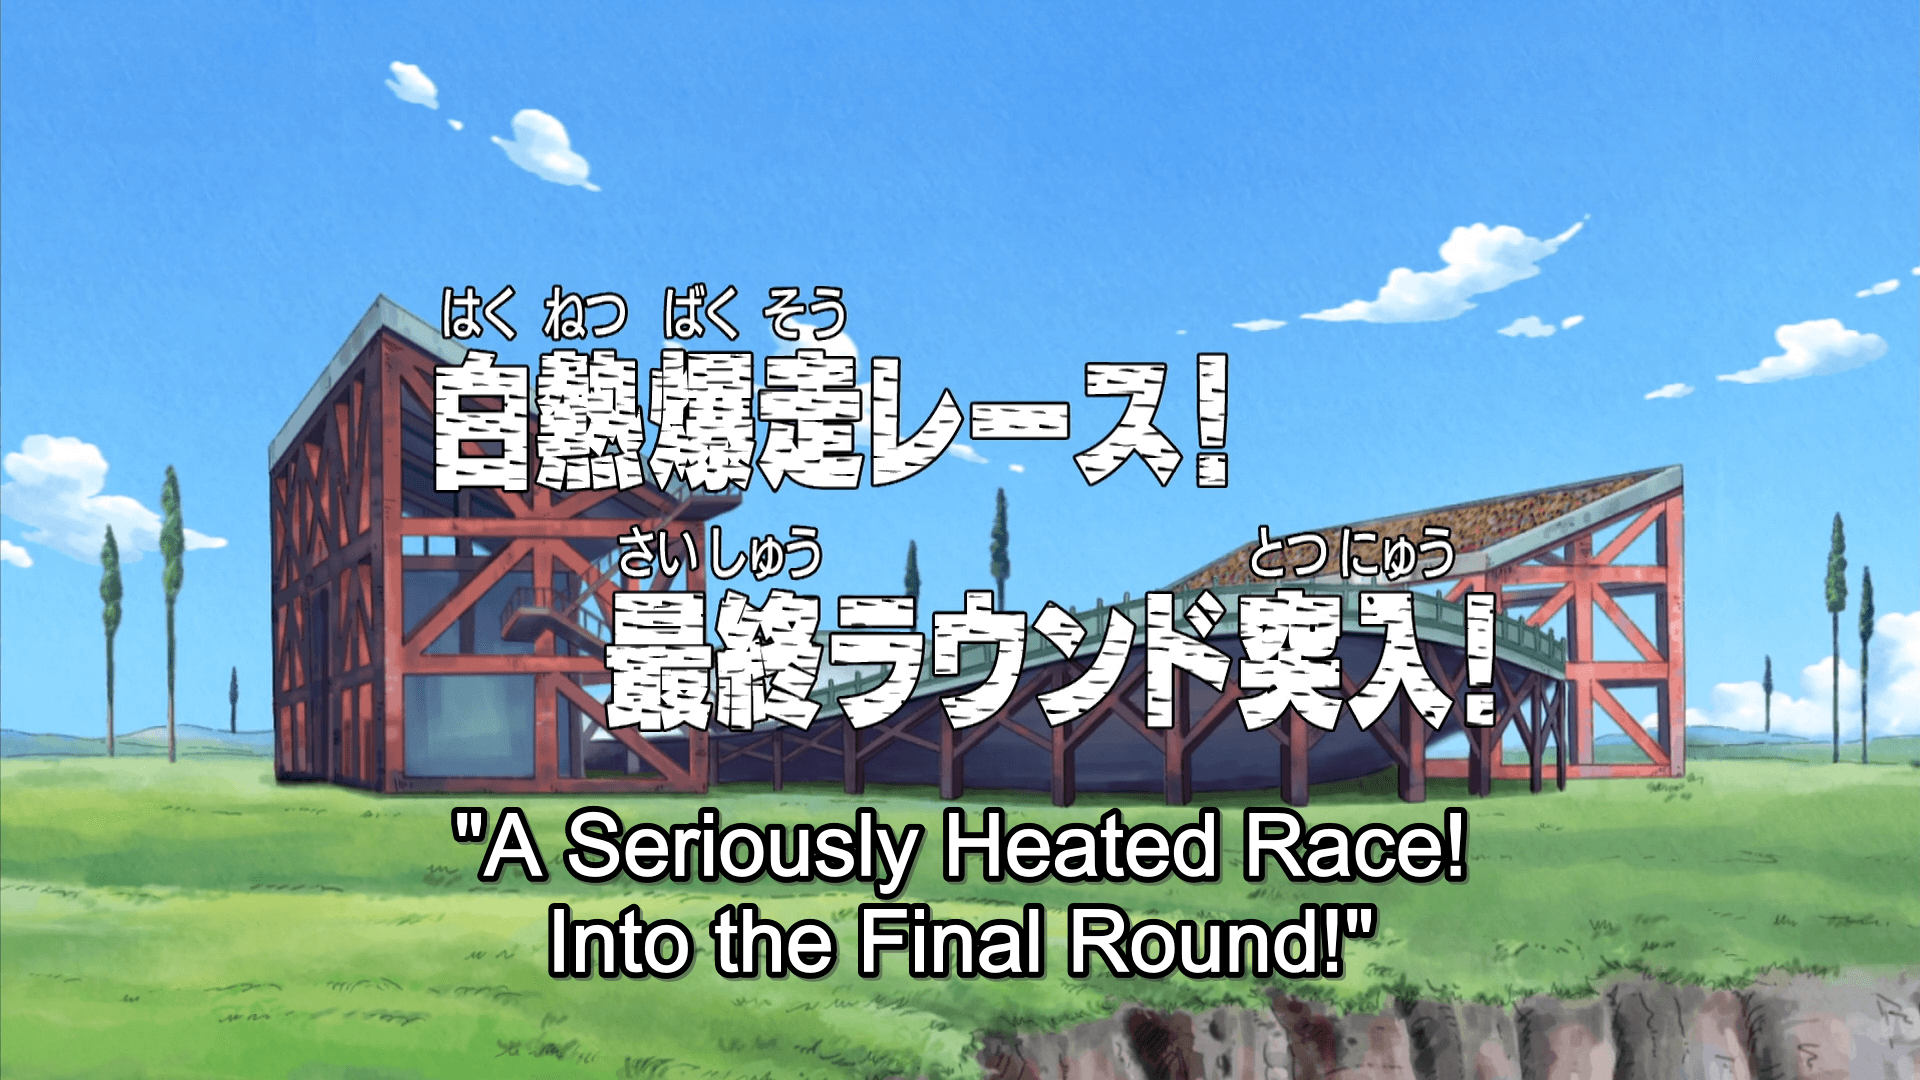 はくねつばくそう
白熱爆走レース!
さいしゅう とつにゅう
最終ラウンド突入!
"A Seriously Heated Race!
Into the Final Round!"